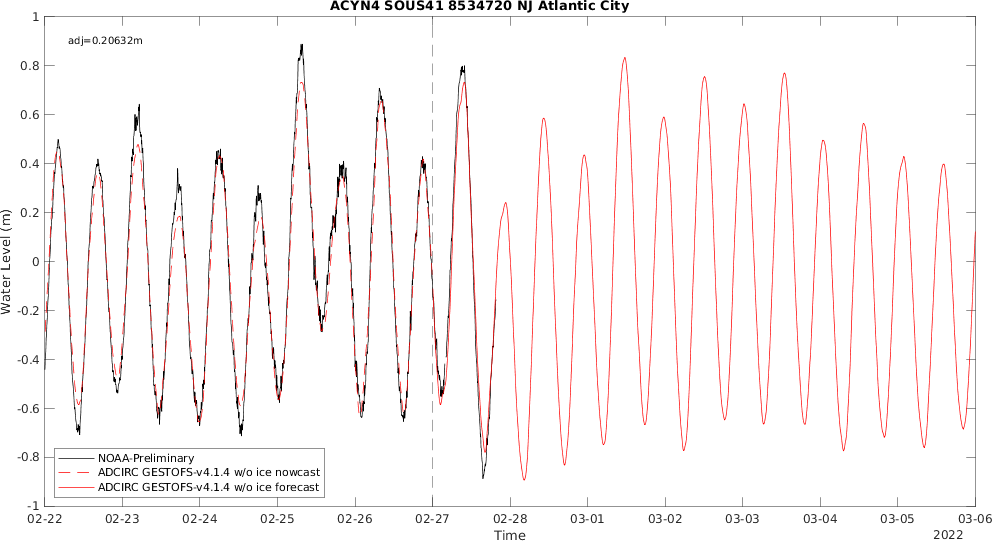 ACYN4 SOUS41 8534720 NJ Atlantic City
adj=0.20632m
1
0.8
0.6
0.4
0.2
0
-0.2
-0.4
-0.6
-0.8
-1
Water Level (m)
NOAA-Preliminary
ADCIRC GESTOFS-v4.1.4 w/o ice nowcast
ADCIRC GESTOFS-v4.1.4 w/o ice forecast
02-22 02-23 02-24 02-25 02-26 02-27 02-28 03-01 03-02 03-03 03-04 03-05 03-06
Time
2022